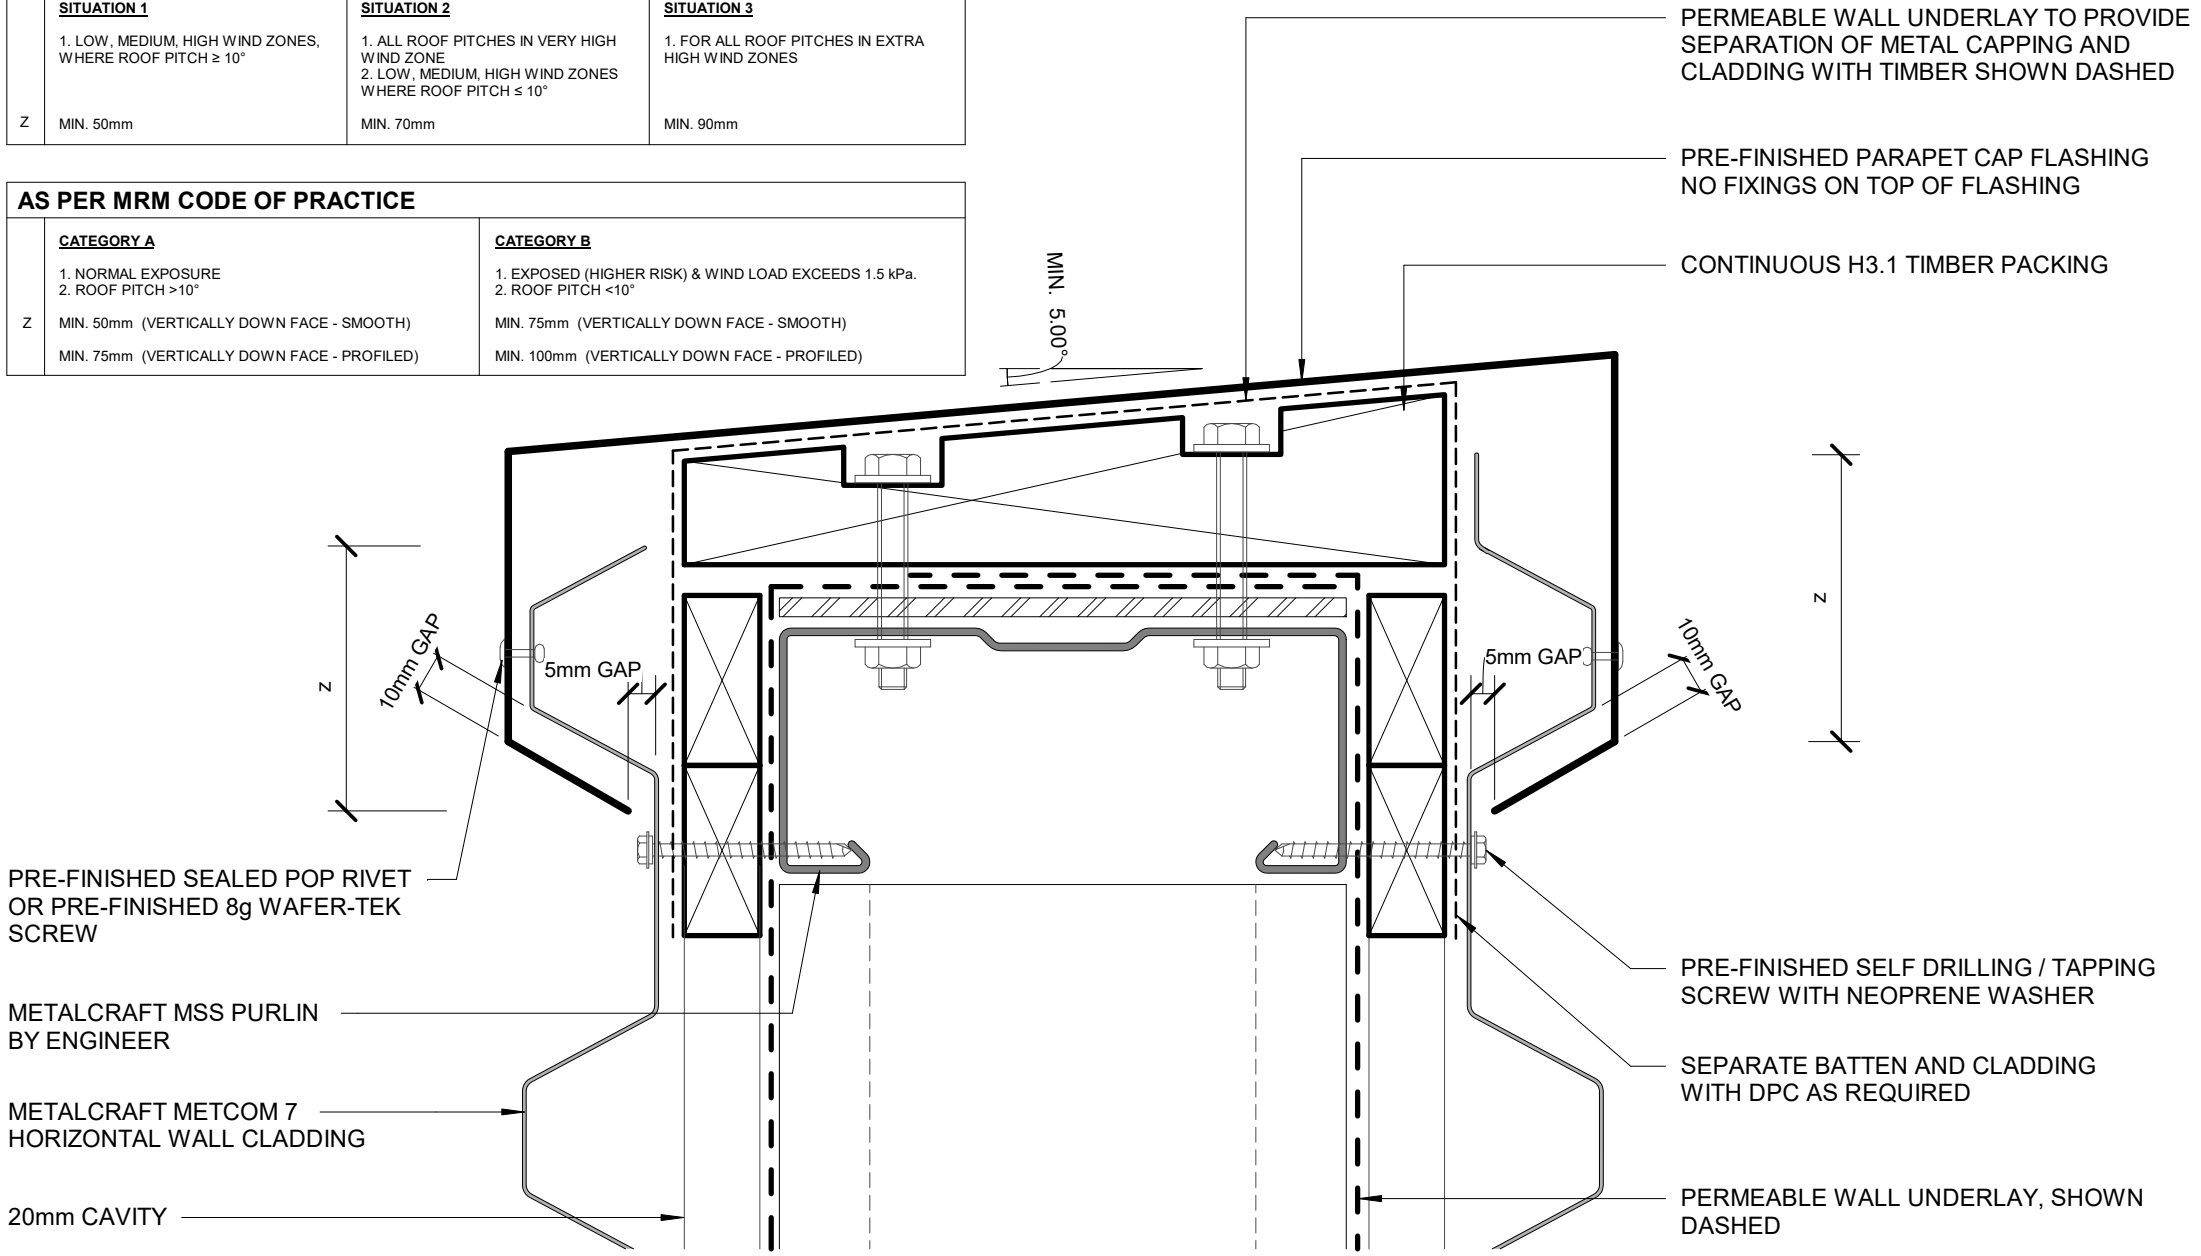 SITUATION 1
1. LOW, MEDIUM, HIGH WIND ZONES,
WHERE ROOF PITCH ≥ 10°
SITUATION 2
1. ALL ROOF PITCHES IN VERY HIGH
WIND ZONE
2. LOW, MEDIUM, HIGH WIND ZONES
WHERE ROOF PITCH ≤ 10°
SITUATION 3
1. FOR ALL ROOF PITCHES IN EXTRA
HIGH WIND ZONES
Z
MIN. 50mm
MIN. 70mm
MIN. 90mm
AS PER MRM CODE OF PRACTICE
CATEGORY A
1. NORMAL EXPOSURE
2. ROOF PITCH >10°
CATEGORY B
1. EXPOSED (HIGHER RISK) & WIND LOAD EXCEEDS 1.5 kPa.
2. ROOF PITCH <10°
Z
MIN. 50mm (VERTICALLY DOWN FACE - SMOOTH)
MIN. 75mm (VERTICALLY DOWN FACE - PROFILED)
MIN. 75mm (VERTICALLY DOWN FACE - SMOOTH)
MIN. 100mm (VERTICALLY DOWN FACE - PROFILED)
PERMEABLE WALL UNDERLAY TO PROVIDE
SEPARATION OF METAL CAPPING AND
CLADDING WITH TIMBER SHOWN DASHED
PRE-FINISHED PARAPET CAP FLASHING
NO FIXINGS ON TOP OF FLASHING
CONTINUOUS H3.1 TIMBER PACKING
MIN. 5.00°
z
10mm GAP
5mm GAP
5mm GAP
10mm GAP
z
PRE-FINISHED SEALED POP RIVET
OR PRE-FINISHED 8g WAFER-TEK
SCREW
METALCRAFT MSS PURLIN
BY ENGINEER
METALCRAFT METCOM 7
HORIZONTAL WALL CLADDING
20mm CAVITY
PRE-FINISHED SELF DRILLING / TAPPING
SCREW WITH NEOPRENE WASHER
SEPARATE BATTEN AND CLADDING
WITH DPC AS REQUIRED
PERMEABLE WALL UNDERLAY, SHOWN
DASHED